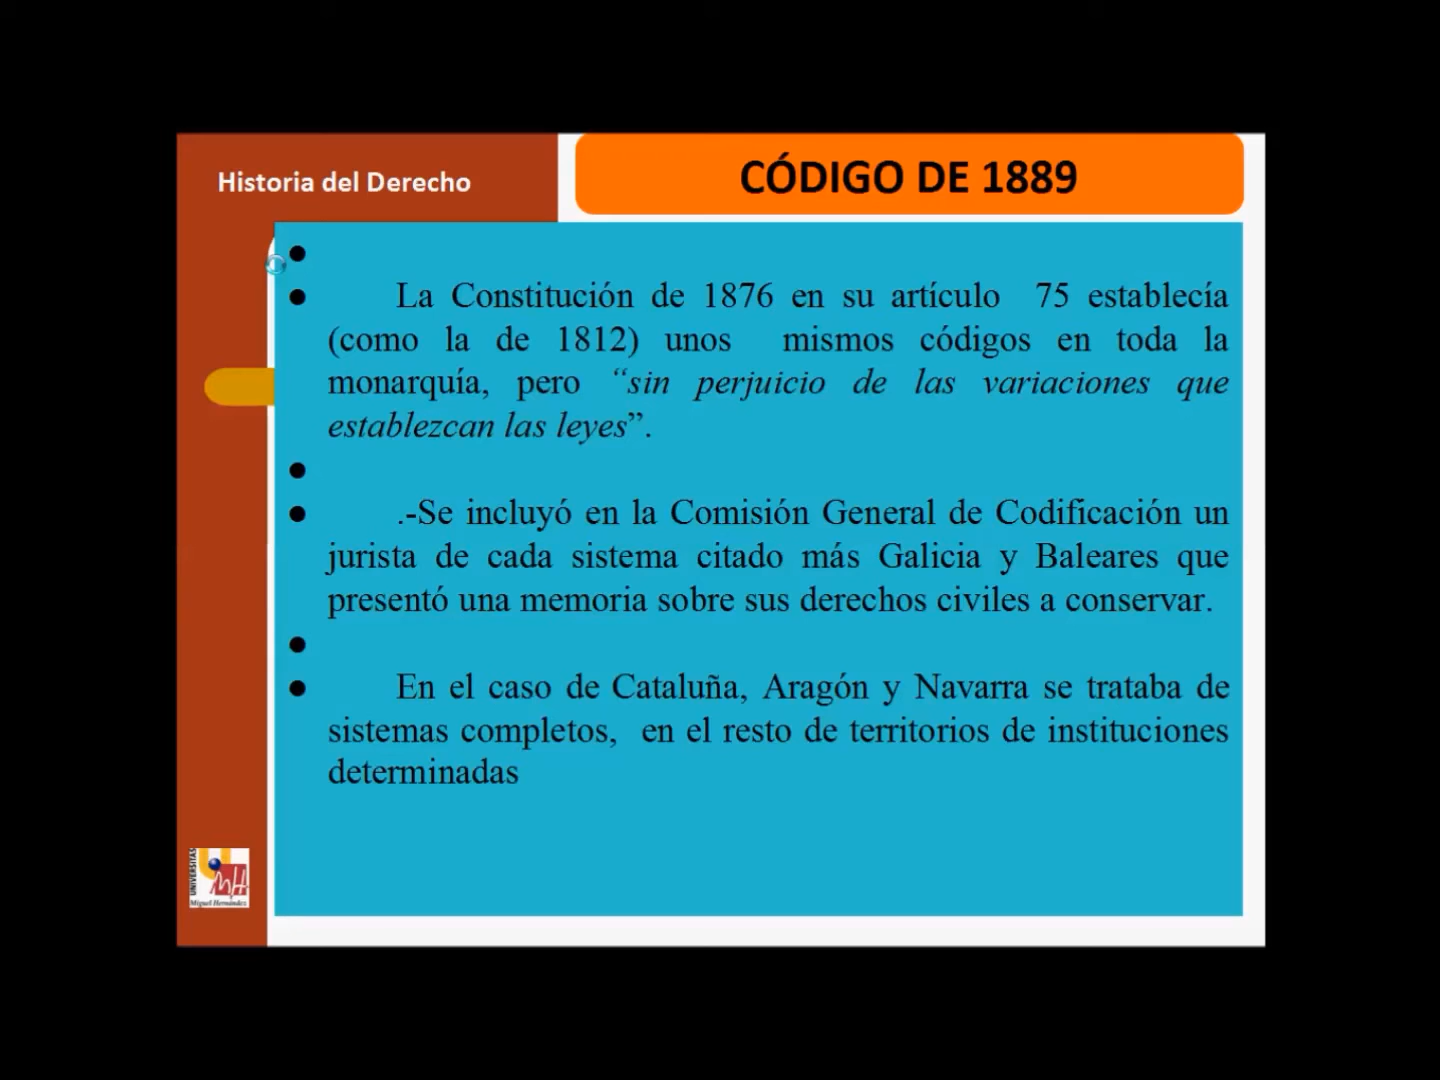 Historia del Derecho
CÓDIGO DE 1889
La Constitución de 1876 en su artículo 75 establecía
(como la de 1812) unos mismos códigos en toda la
monarquía, pero “sin perjuicio de las variaciones que
establezcan las leyes”.
.-Se incluyó en la Comisión General de Codificación un
jurista de cada sistema citado más Galicia y Baleares que
presentó una memoria sobre sus derechos civiles a conservar.
En el caso de Cataluña, Aragón y Navarra se trataba de
sistemas completos, en el resto de territorios de instituciones
determinadas
UNIVERSITAS
Miguel Hernández